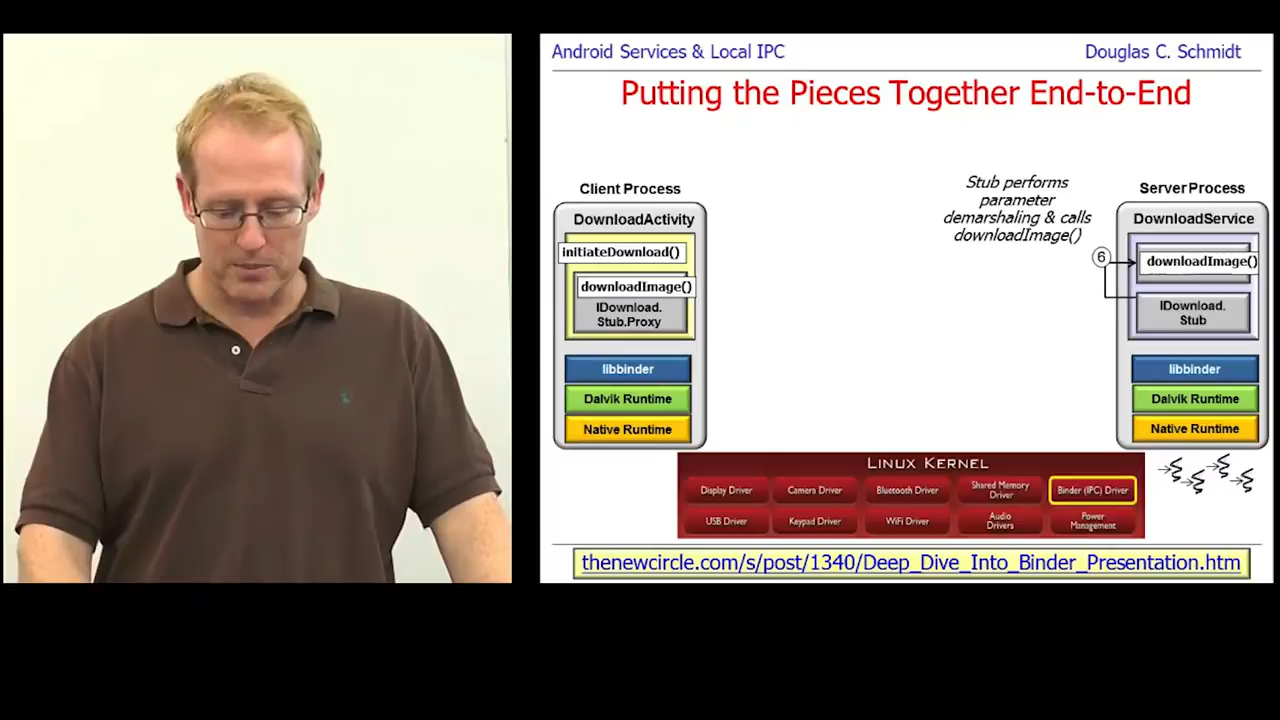 Android Services & Local IPC
Douglas C. Schmidt
Putting the Pieces Together End-to-End
Client Process
DownloadActivity
initiateDownload()
downloadImage()
IDownload.
Stub.Proxy
libbinder
Dalvik Runtime
Native Runtime
Stub performs
parameter
demarshaling & calls
downloadImage()
6
Server Process
DownloadService
downloadImage()
IDownload.
Stub
libbinder
Dalvik Runtime
Native Runtime
Linux Kernel
Display Driver
Camera Driver
Bluetooth Driver
Shared Memory
Driver
Binder (IPC) Driver
USB Driver
Keypad Driver
WiFi Driver
Audio
Drivers
Power
Management
thenewcircle.com/s/post/1340/Deep_Dive_Into_Binder_Presentation.htm